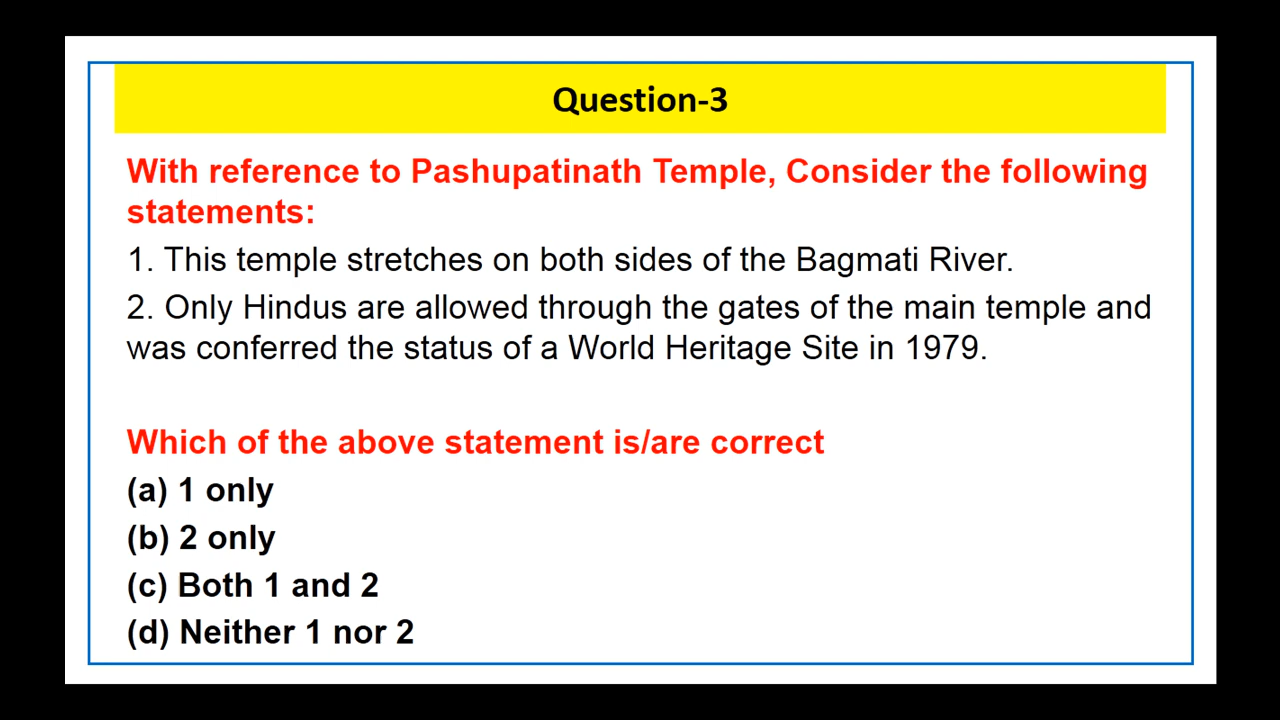 Question-3
With reference to Pashupatinath Temple, Consider the following
statements:
1. This temple stretches on both sides of the Bagmati River.
2. Only Hindus are allowed through the gates of the main temple and
was conferred the status of a World Heritage Site in 1979.
Which of the above statement is/are correct
(a) 1 only
(b) 2 only
(c) Both 1 and 2
(d) Neither 1 nor 2